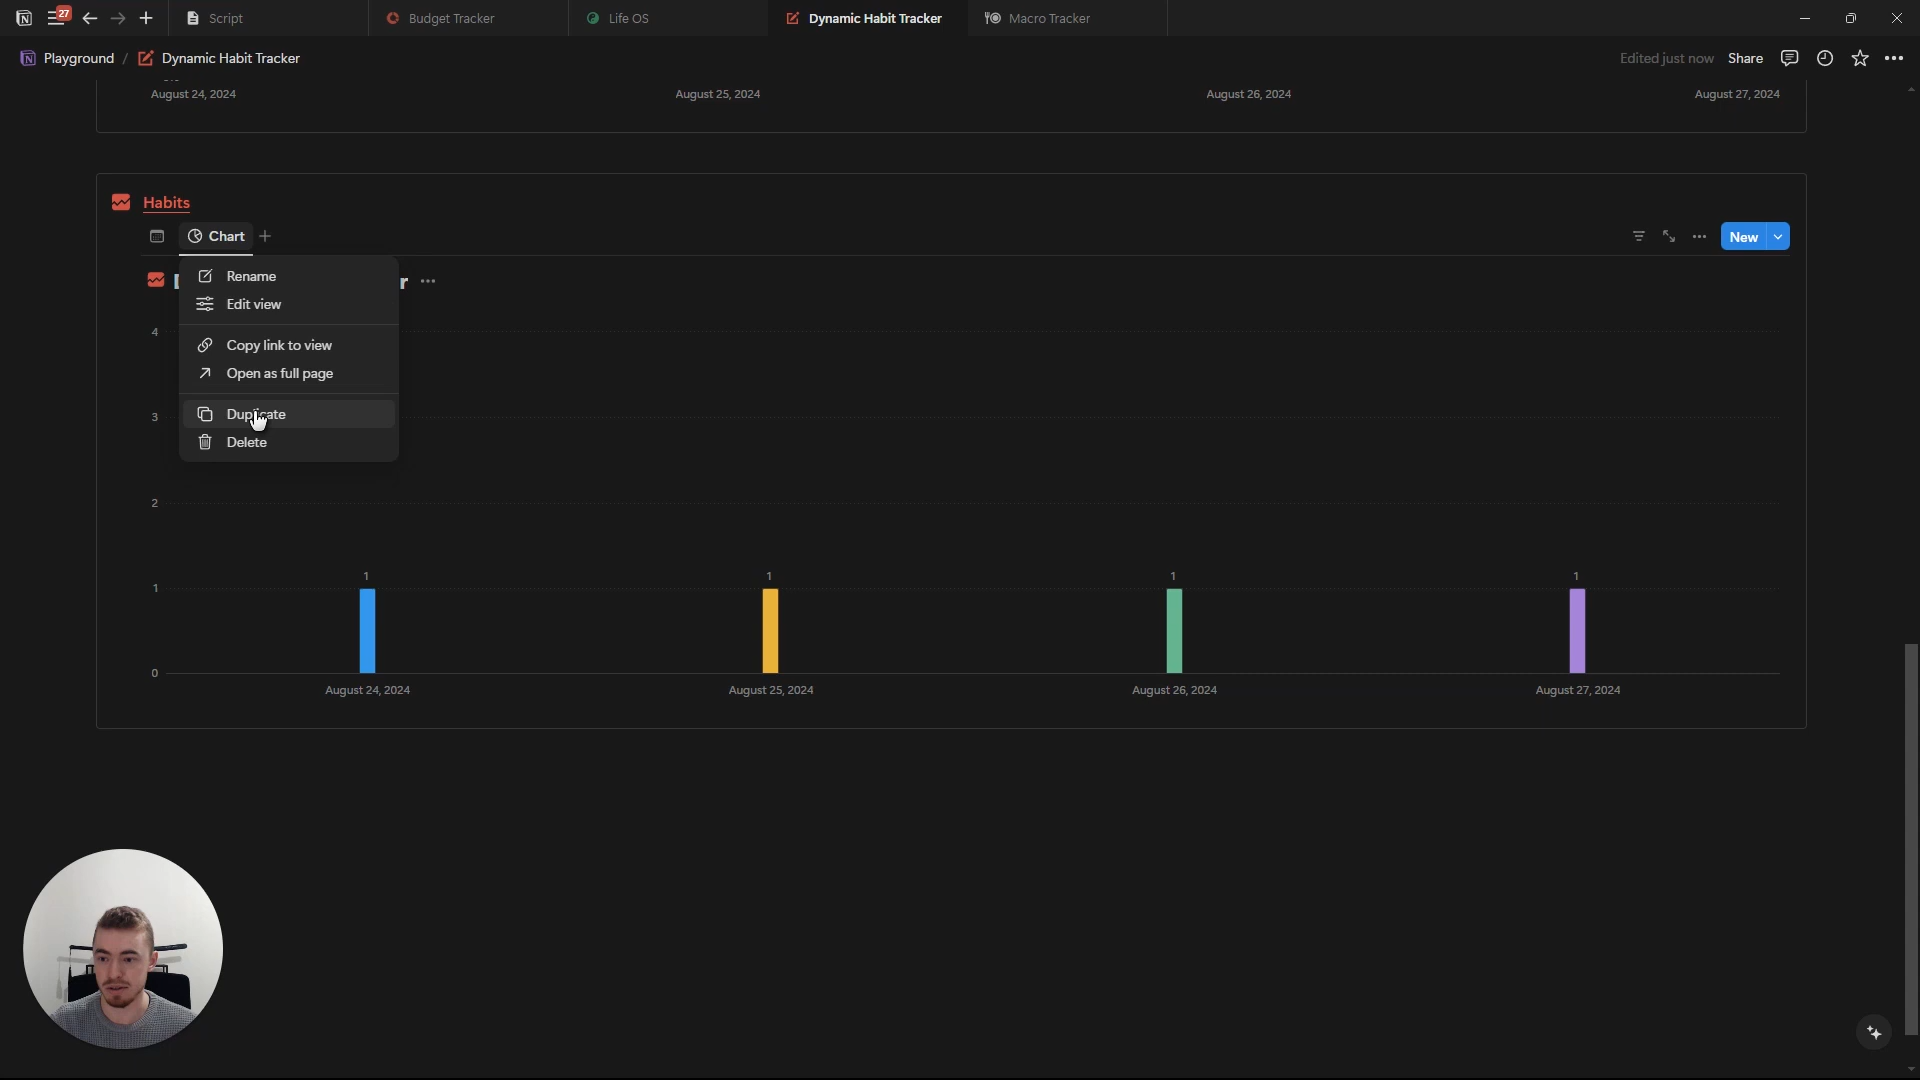 27
Script
Budget Tracker
Life OS
Dynamic Habit Tracker
Macro Tracker
Playground / Dynamic Habit Tracker
Edited just now
Share
August 24, 2024
August 25, 2024
August 26, 2024
August 27, 2024
Habits
Chart
New
Rename
Edit view
Copy link to view
Open as full page
Duplicate
Delete
4
3
2
1
0
1
1
1
1
August 24, 2024
August 25, 2024
August 26, 2024
August 27, 2024